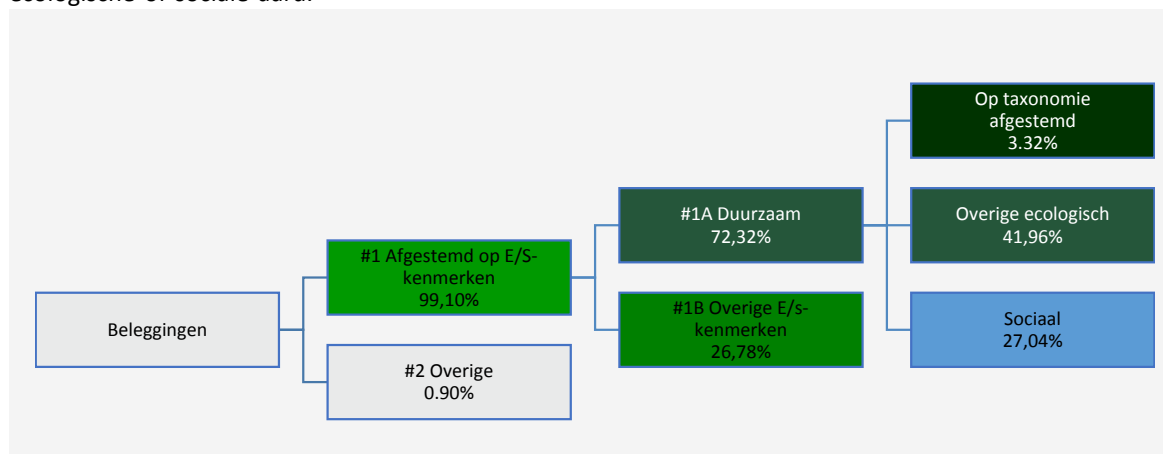 Beleggingen
#1 Afgestemd op E/S-
kenmerken
99,10%
#2 Overige
0.90%
#1A Duurzaam
72,32%
#1B Overige E/s-
kenmerken
26,78%
Op taxonomie
afgestemd
3.32%
Overige ecologisch
41,96%
Sociaal
27,04%